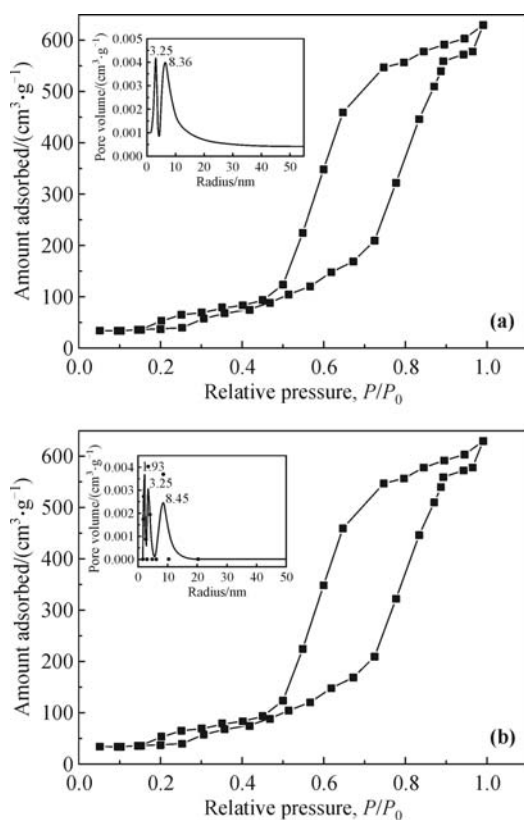 600
500
400
300
200
100
0
Amount adsorbed/(cm³·g⁻¹)
0.005
0.004
0.003
0.002
0.001
0.000
Pore volume/(cm³·g⁻¹)
3.25
8.36
0 10 20 30 40 50
Radius/nm
(a)
0.0 0.2 0.4 0.6 0.8 1.0
Relative pressure, P/P₀
600
500
400
300
200
100
0
Amount adsorbed/(cm³·g⁻¹)
0.004
0.003
0.002
0.001
0.000
Pore volume/(cm³·g⁻¹)
1.93
3.25
8.45
0 10 20 30 40 50
Radius/nm
(b)
0.0 0.2 0.4 0.6 0.8 1.0
Relative pressure, P/P₀